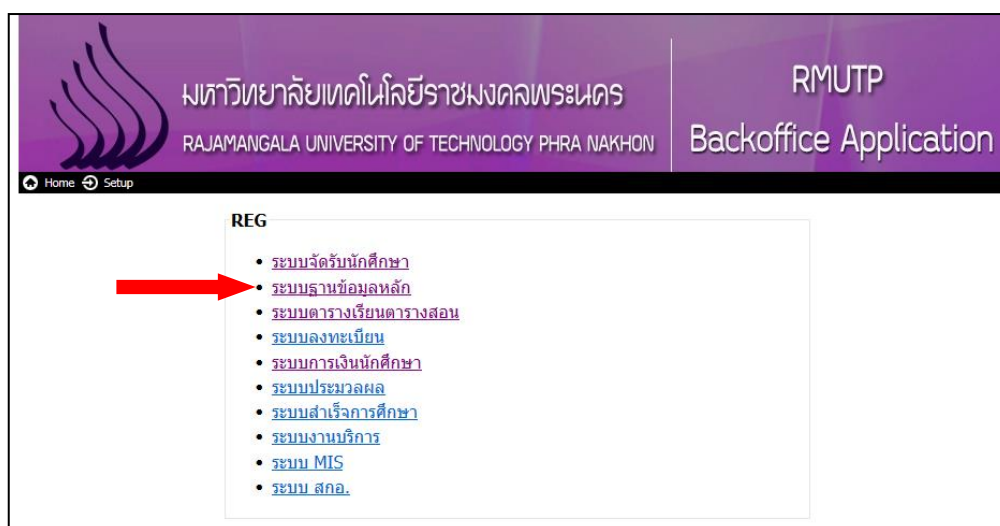 มหาวิทยาลัยเทคโนโลยีราชมงคลพระนคร
RAJAMANGALA UNIVERSITY OF TECHNOLOGY PHRA NAKHON
RMUTP
Backoffice Application
Home Setup
REG
ระบบจัดรับนักศึกษา
ระบบฐานข้อมูลหลัก
ระบบตารางเรียนตารางสอน
ระบบลงทะเบียน
ระบบการเงินนักศึกษา
ระบบประมวลผล
ระบบสำเร็จการศึกษา
ระบบงานบริการ
ระบบ MIS
ระบบ สกอ.